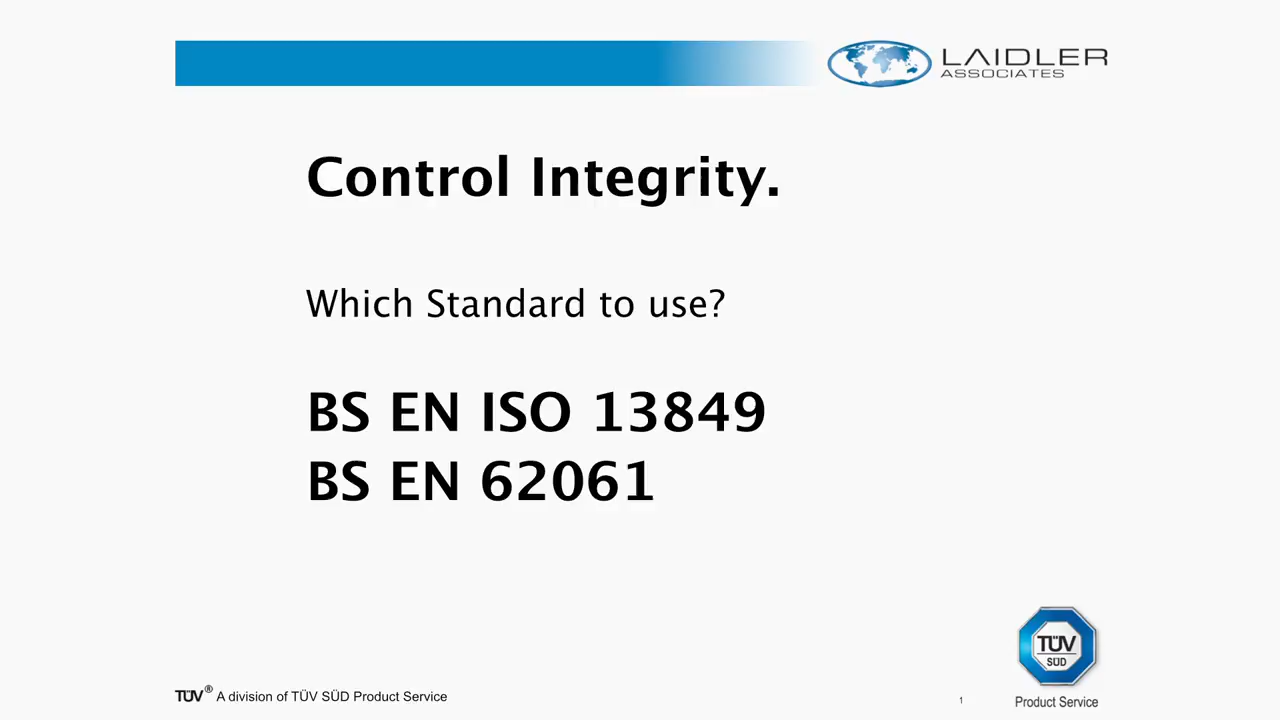 LAIDLER
ASSOCIATES
Control Integrity.
Which Standard to use?
BS EN ISO 13849
BS EN 62061
TÜV
SÜD
TÜV® A division of TÜV SÜD Product Service
1
Product Service